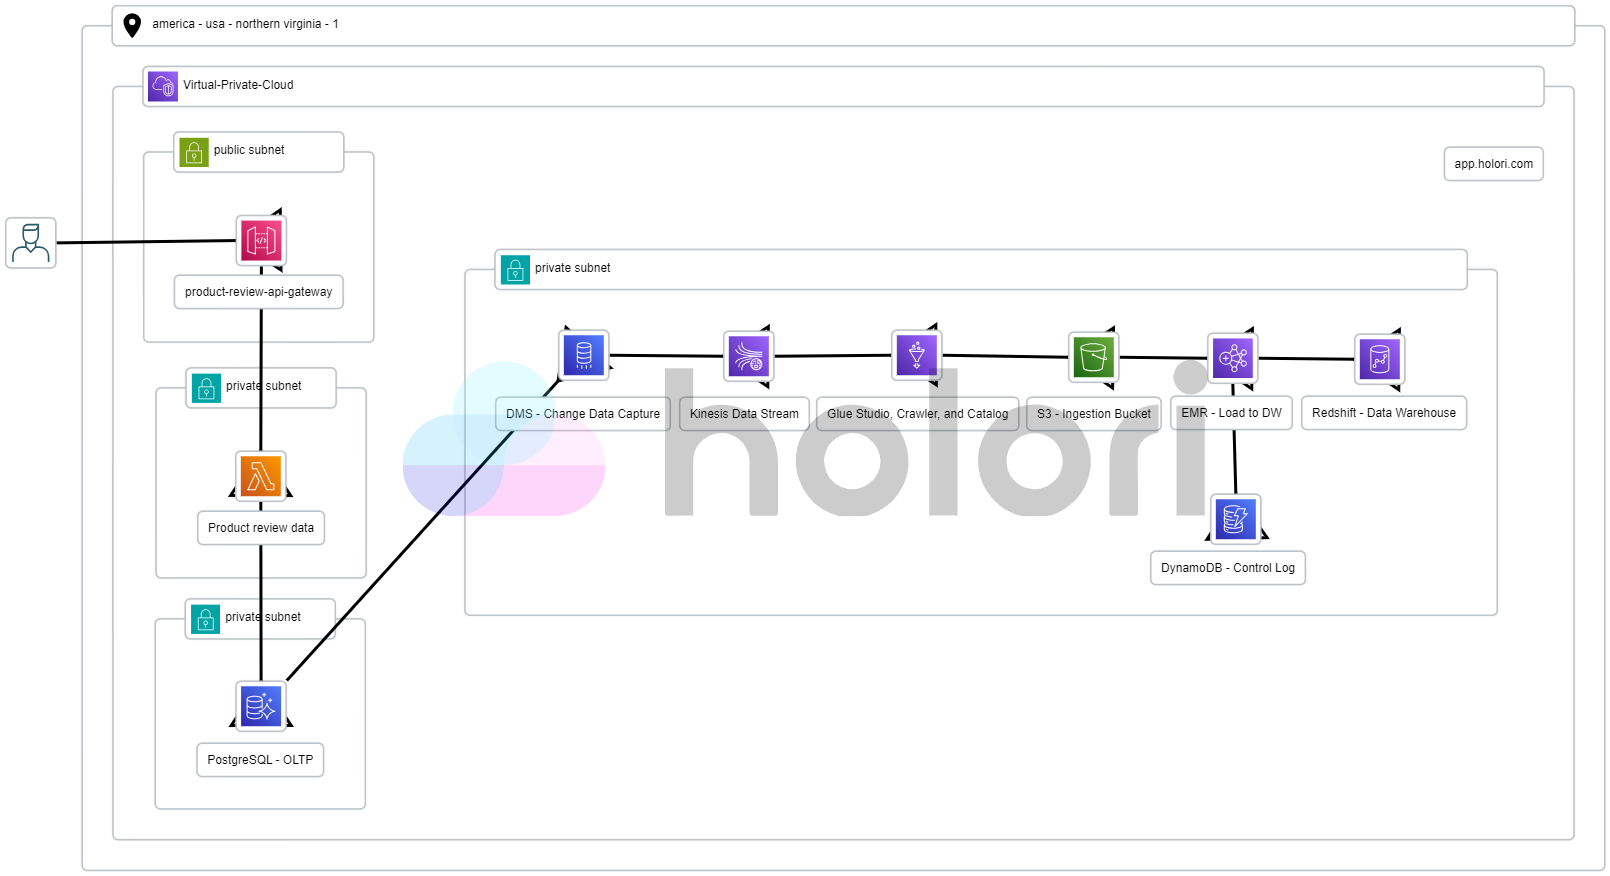 america - usa - northern virginia - 1
Virtual-Private-Cloud
public subnet
app.holori.com
product-review-api-gateway
private subnet
DMS - Change Data Capture
Kinesis Data Stream
Glue Studio, Crawler, and Catalog
S3 - Ingestion Bucket
EMR - Load to DW
Redshift - Data Warehouse
holori
private subnet
Product review data
DynamoDB - Control Log
private subnet
PostgreSQL - OLTP